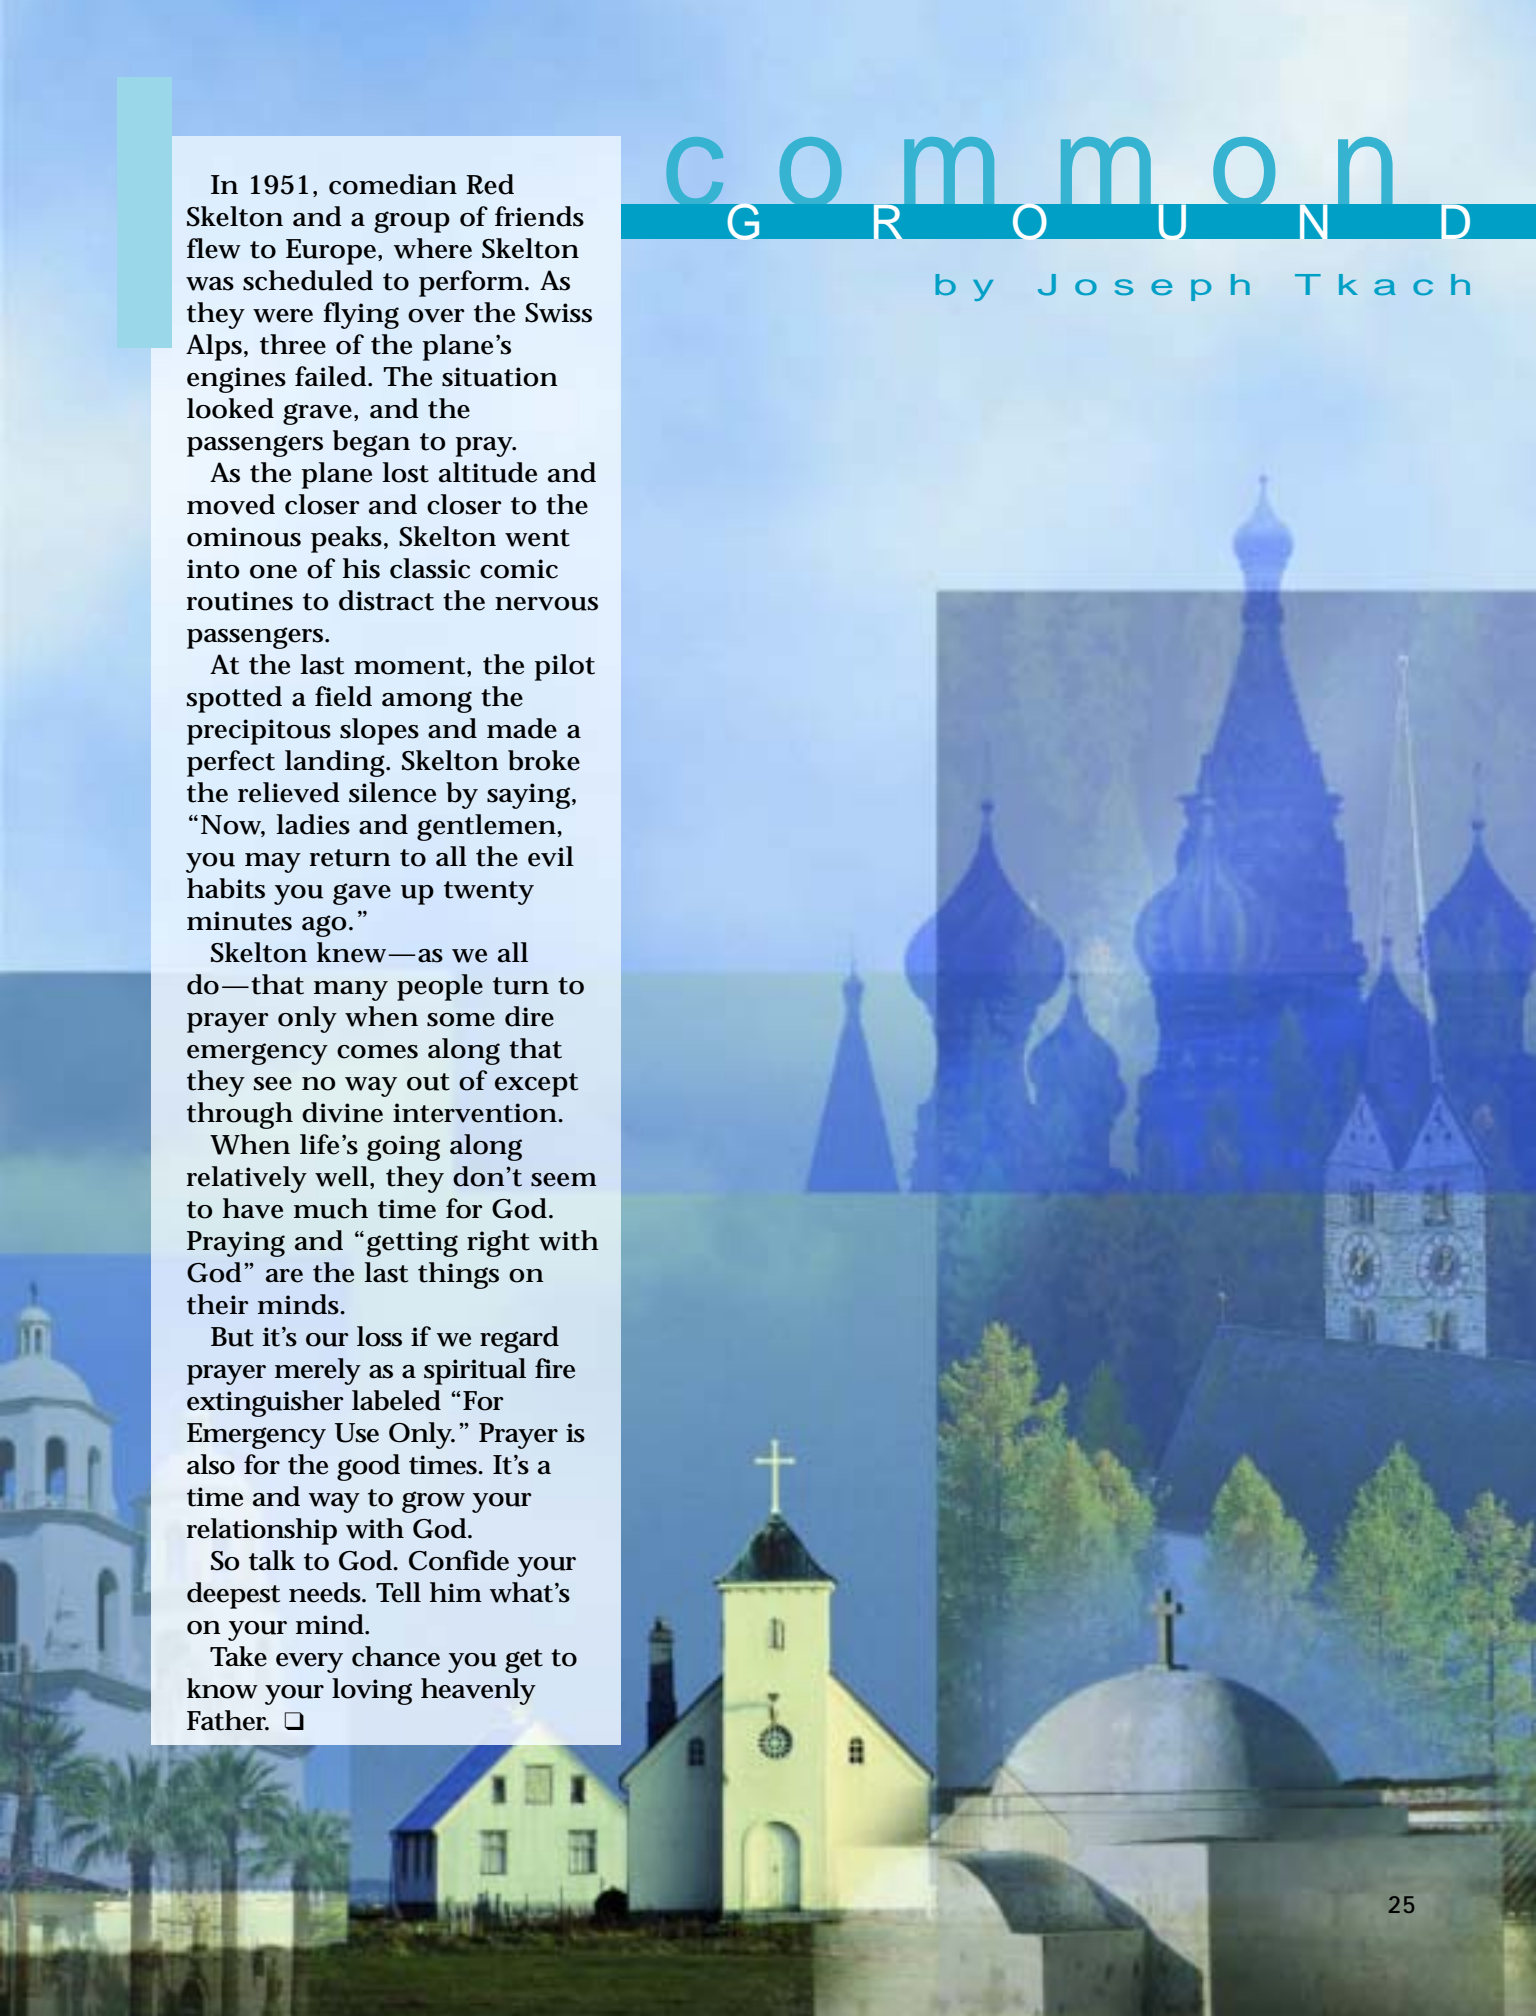 common
GROUND
by Joseph Tkach
In 1951, comedian Red
Skelton and a group of friends
flew to Europe, where Skelton
was scheduled to perform. As
they were flying over the Swiss
Alps, three of the plane’s
engines failed. The situation
looked grave, and the
passengers began to pray.
As the plane lost altitude and
moved closer and closer to the
ominous peaks, Skelton went
into one of his classic comic
routines to distract the nervous
passengers.
At the last moment, the pilot
spotted a field among the
precipitous slopes and made a
perfect landing. Skelton broke
the relieved silence by saying,
“Now, ladies and gentlemen,
you may return to all the evil
habits you gave up twenty
minutes ago.”
Skelton knew—as we all
do—that many people turn to
prayer only when some dire
emergency comes along that
they see no way out of except
through divine intervention.
When life’s going along
relatively well, they don’t seem
to have much time for God.
Praying and “getting right with
God” are the last things on
their minds.
But it’s our loss if we regard
prayer merely as a spiritual fire
extinguisher labeled “For
Emergency Use Only.” Prayer is
also for the good times. It’s a
time and way to grow your
relationship with God.
So talk to God. Confide your
deepest needs. Tell him what’s
on your mind.
Take every chance you get to
know your loving heavenly
Father. ❑
25